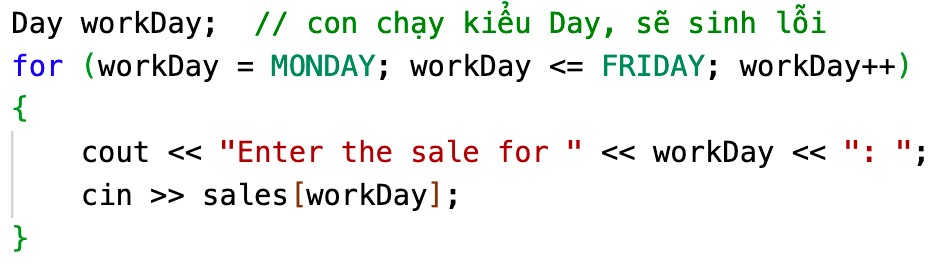 Day workDay;  // con chạy kiểu Day, sẽ sinh lỗi
for (workDay = MONDAY; workDay <= FRIDAY; workDay++)
{
    cout << "Enter the sale for " << workDay << ": ";
    cin >> sales[workDay];
}